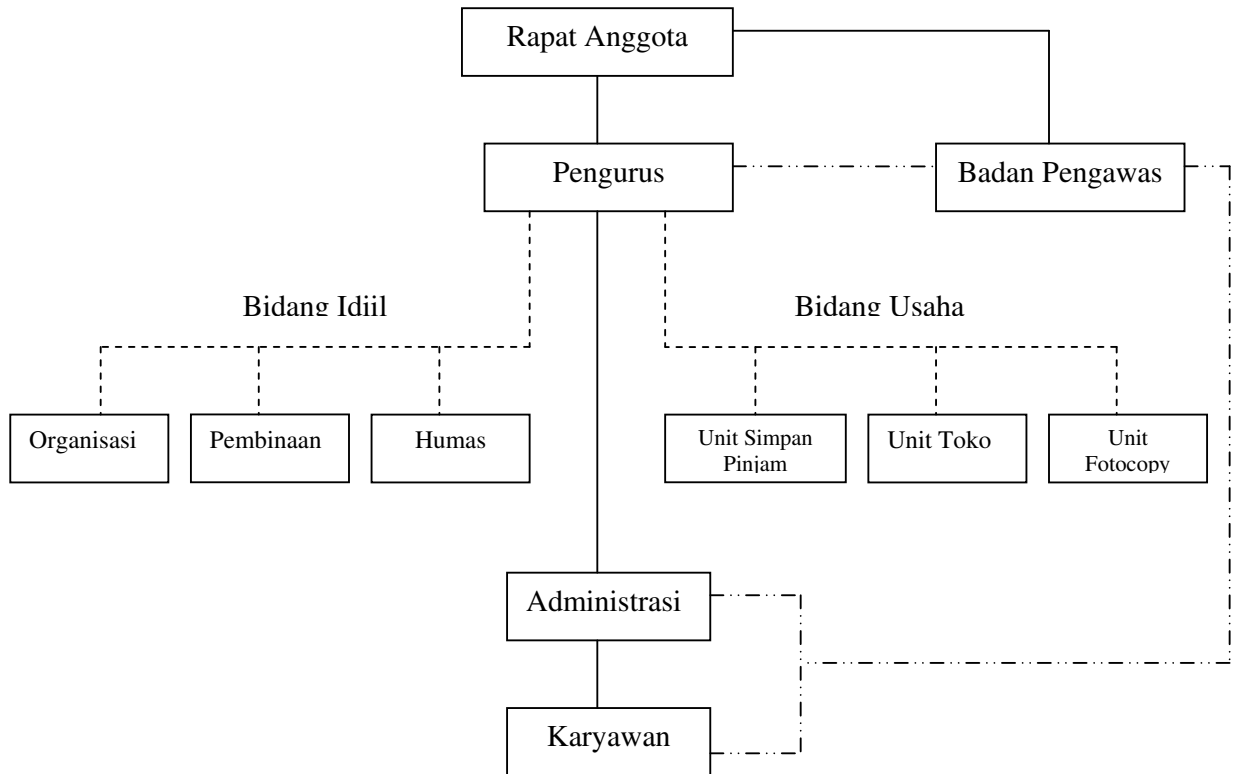 Rapat Anggota
Pengurus
Badan Pengawas
Bidang Idiil
Bidang Usaha
Organisasi
Pembinaan
Humas
Unit Simpan
Pinjam
Unit Toko
Unit
Fotocopy
Administrasi
Karyawan